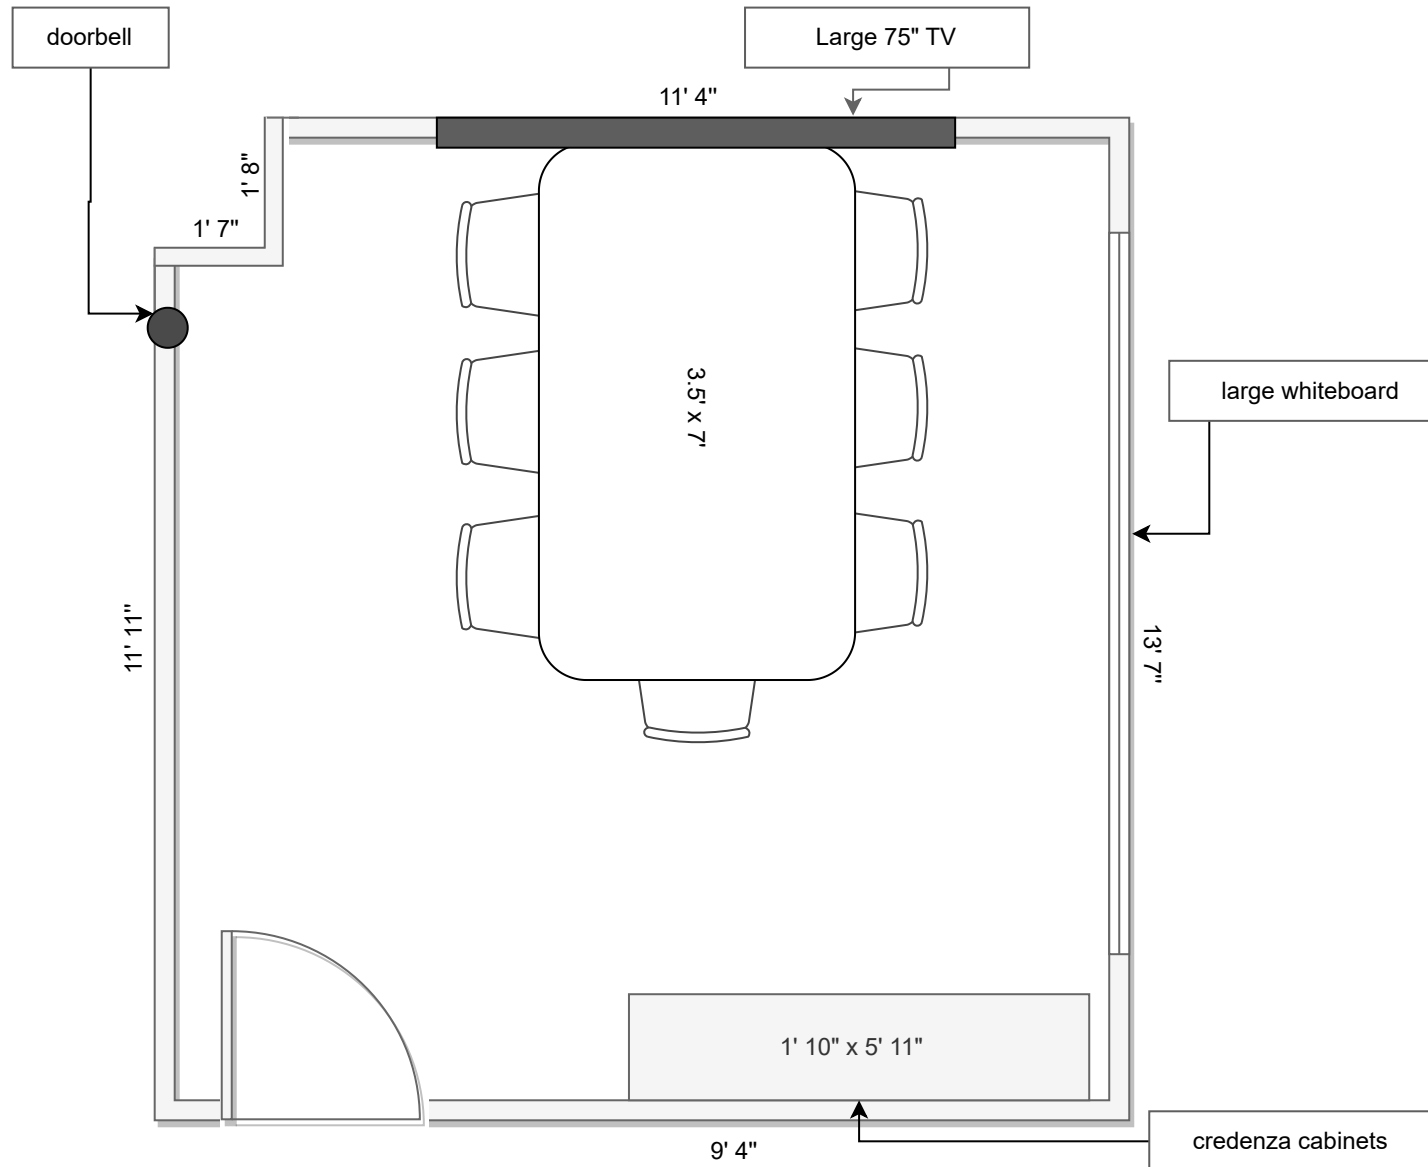 doorbell
Large 75" TV
11' 4"
1' 8"
1' 7"
3.5' x 7'
large whiteboard
11' 11"
13' 7"
1' 10" x 5' 11"
9' 4"
credenza cabinets